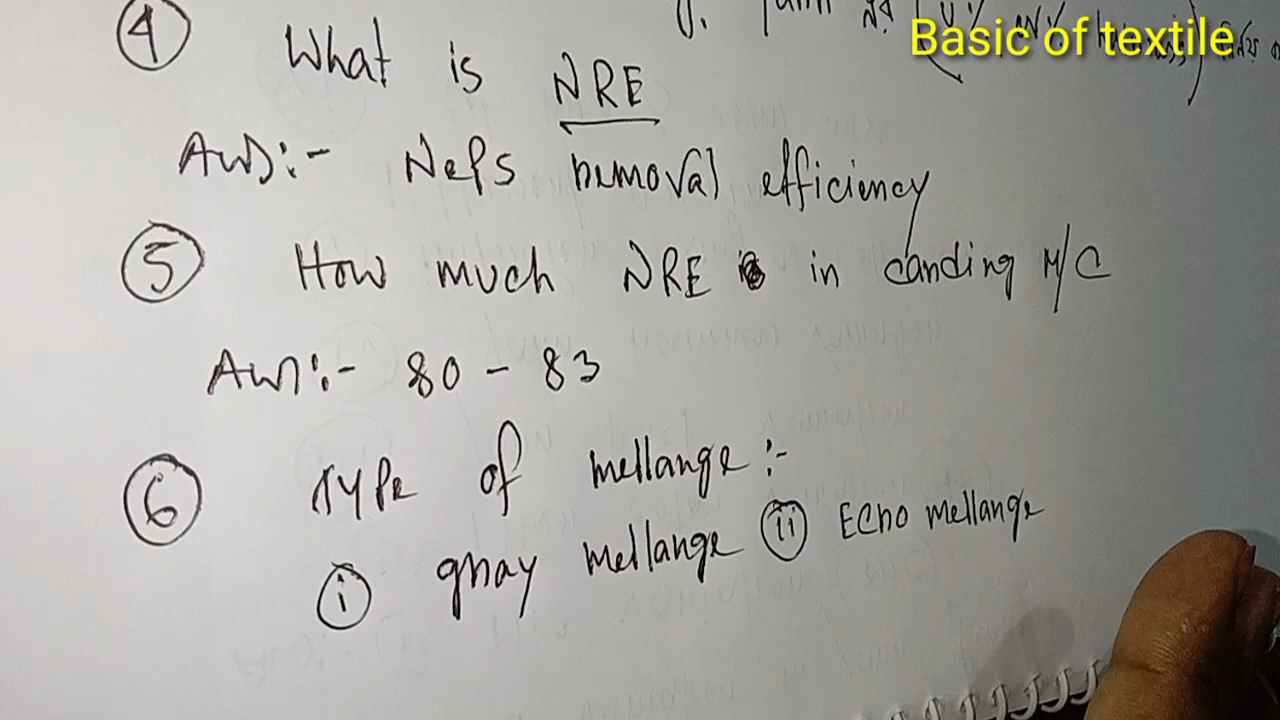 Basic of textile
④ What is NRE
Ans:- Neps removal efficiency
⑤ How much NRE in carding M/C
Ans:- 80 - 83
⑥ Type of mellange :-
ⓘ gray mellange ⓘⓘ Ecro mellange